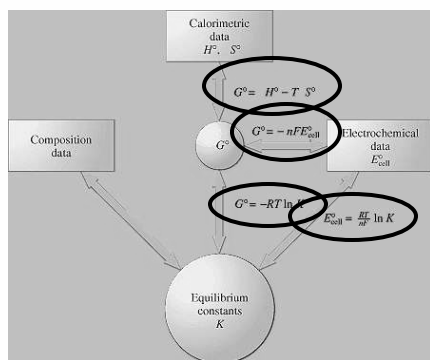 Calorimetric
data
H°, S°
G° = H° − T S°
G° = − nFE°cell
Composition
data
G°
Electrochemical
data
E°cell
G° = −RT ln K
E°cell = RT/nF ln K
Equilibrium
constants
K